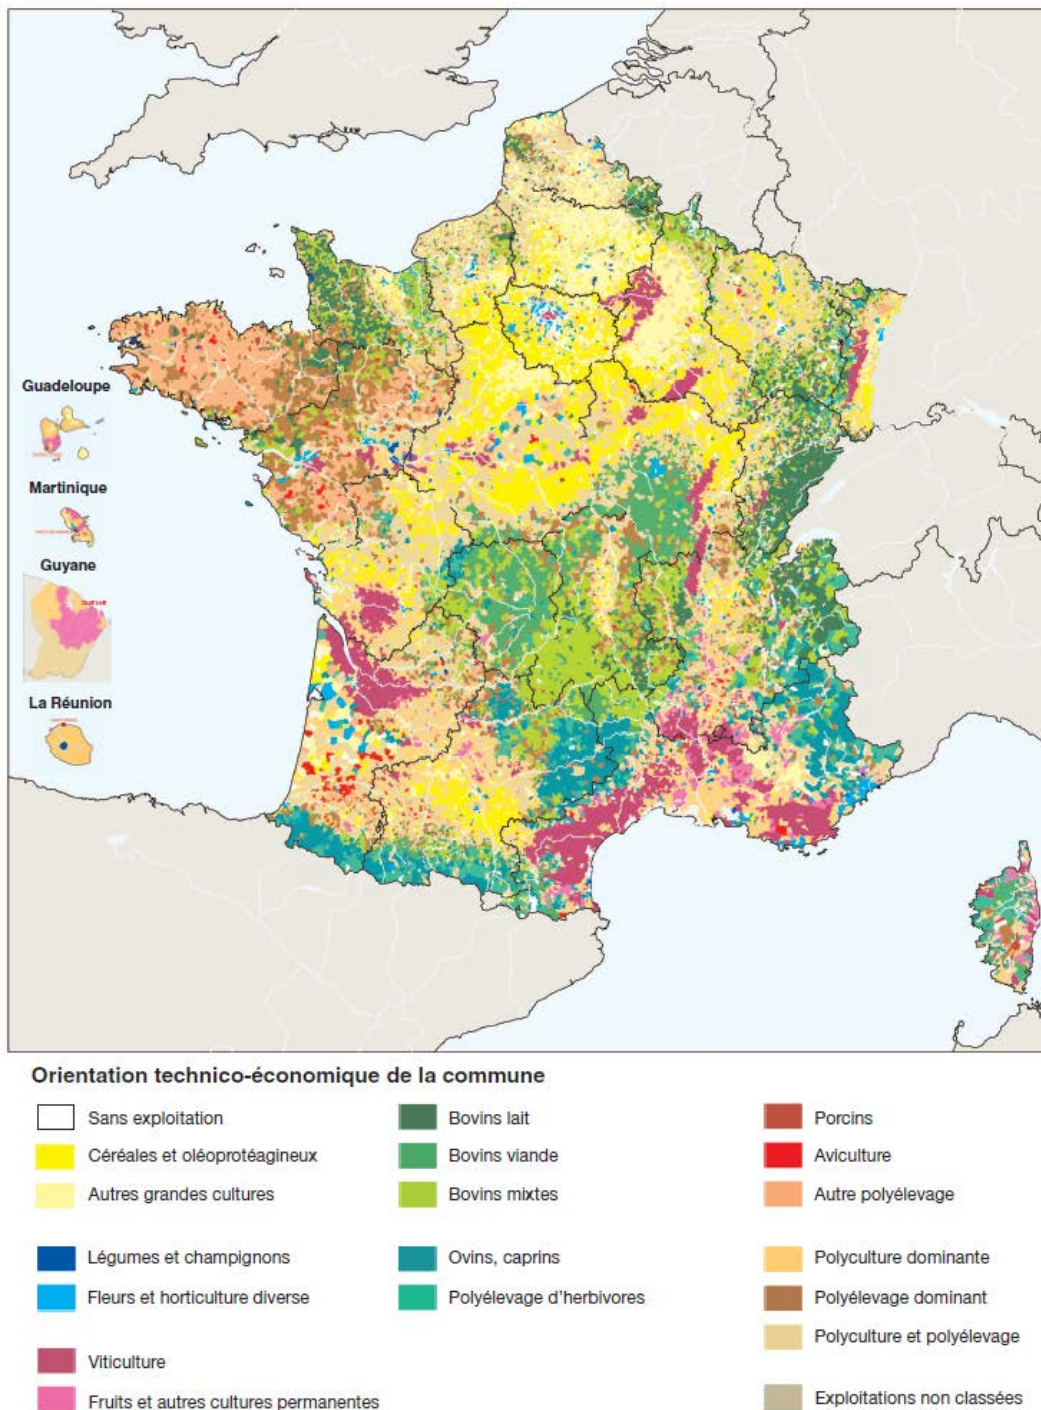 Guadeloupe
Martinique
Guyane
La Réunion
Orientation technico-économique de la commune
Sans exploitation
Céréales et oléoprotéagineux
Autres grandes cultures
Légumes et champignons
Fleurs et horticulture diverse
Viticulture
Fruits et autres cultures permanentes
Bovins lait
Bovins viande
Bovins mixtes
Ovins, caprins
Polyélevage d'herbivores
Porcins
Aviculture
Autre polyélevage
Polyculture dominante
Polyélevage dominant
Polyculture et polyélevage
Exploitations non classées